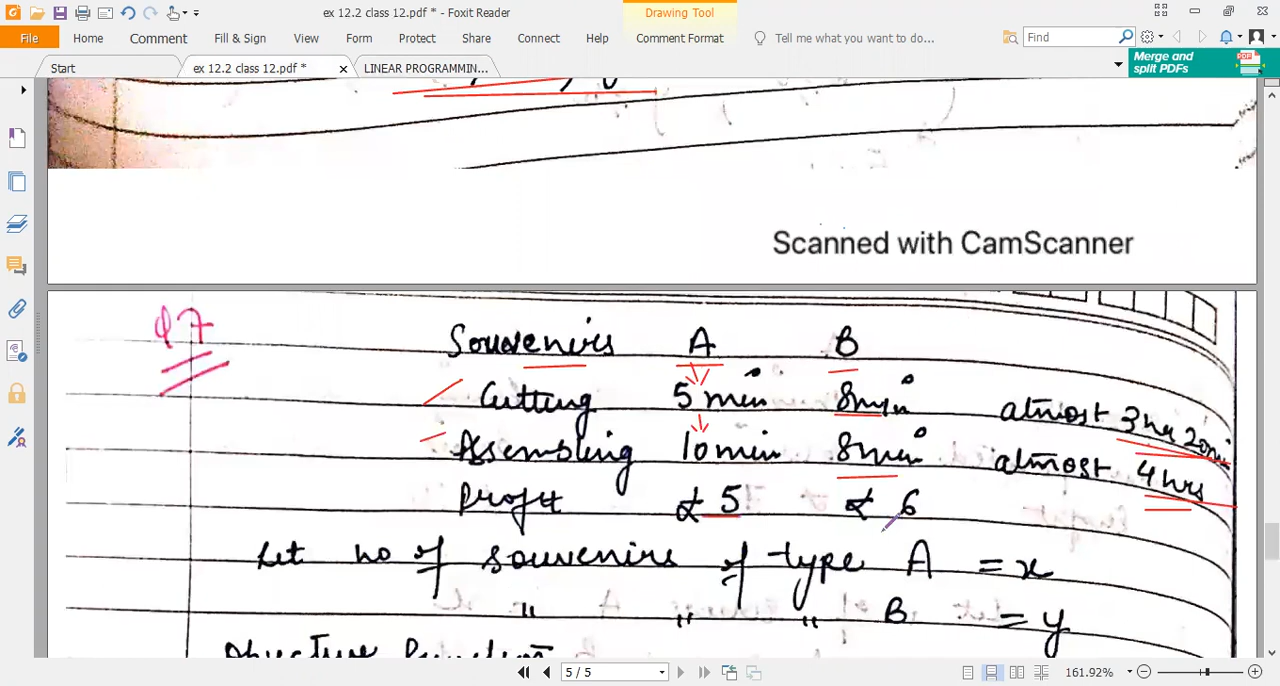 ex 12.2 class 12.pdf * - Foxit Reader
Drawing Tool
File Home Comment Fill & Sign View Form Protect Share Connect Help Comment Format Tell me what you want to do... Find
Start ex 12.2 class 12.pdf * LINEAR PROGRAMMIN... Merge and split PDFs
Scanned with CamScanner
Q7
Souvenirs A B
Cutting 5 min 8 min atmost 3 hr 20 min
Assembling 10 min 8 min atmost 4 hrs
Profit ₹ 5 ₹ 6
Let no of souvenirs of type A = x
" " " B = y
5 / 5 161.92%